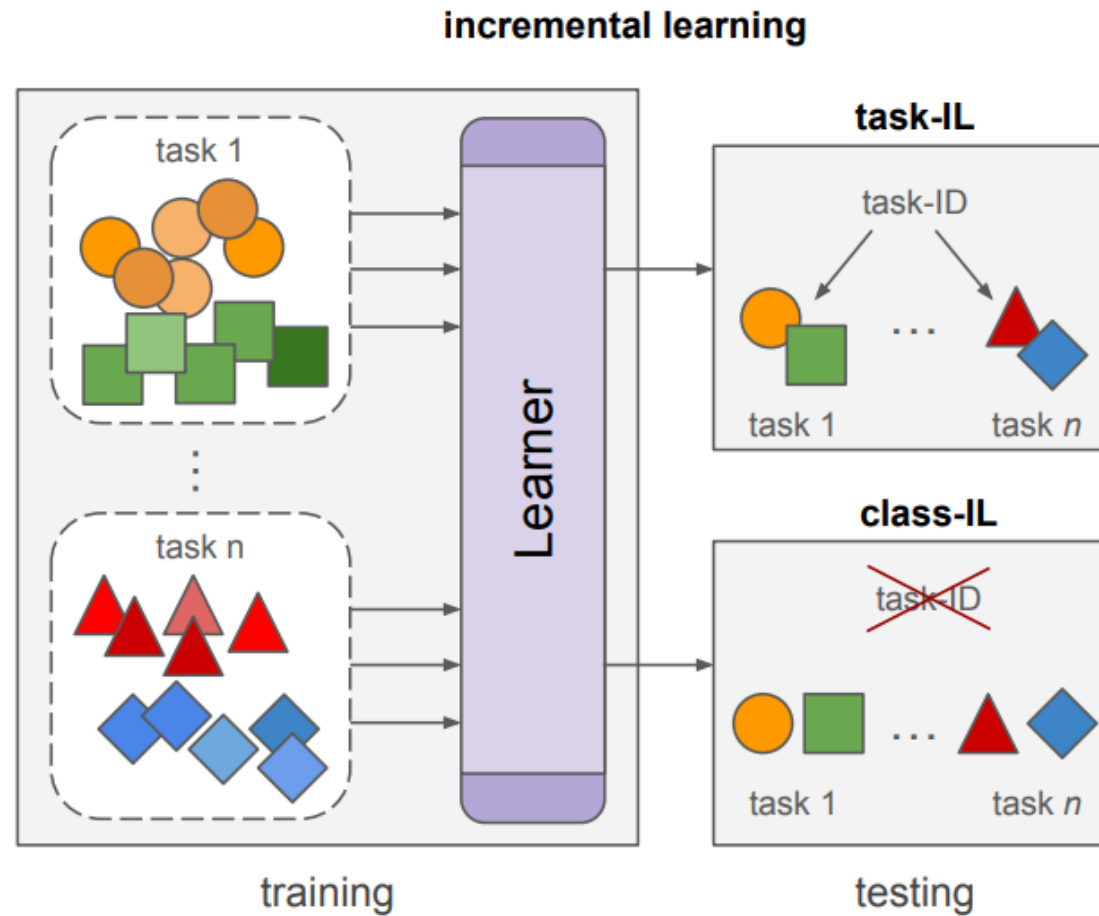 incremental learning
task 1
⋮
task n
Learner
training
task-IL
task-ID
...
task 1
task n
class-IL
task-ID
...
task 1
task n
testing